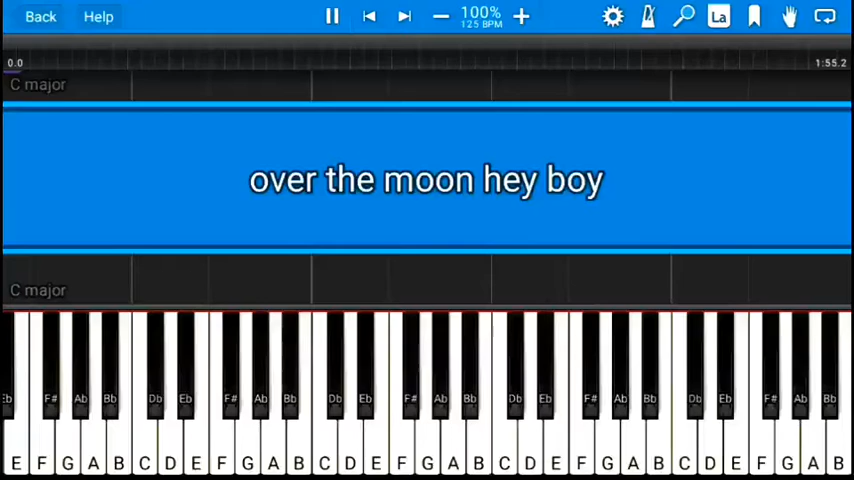 Back Help 100% La
125 BPM
0.0 1:55.2
C major
over the moon hey boy
C major
Eb F# Ab Bb Db Eb F# Ab Bb Db Eb F# Ab Bb Db Eb F# Ab Bb Db Eb F# Ab Bb
E F G A B C D E F G A B C D E F G A B C D E F G A B C D E F G A B